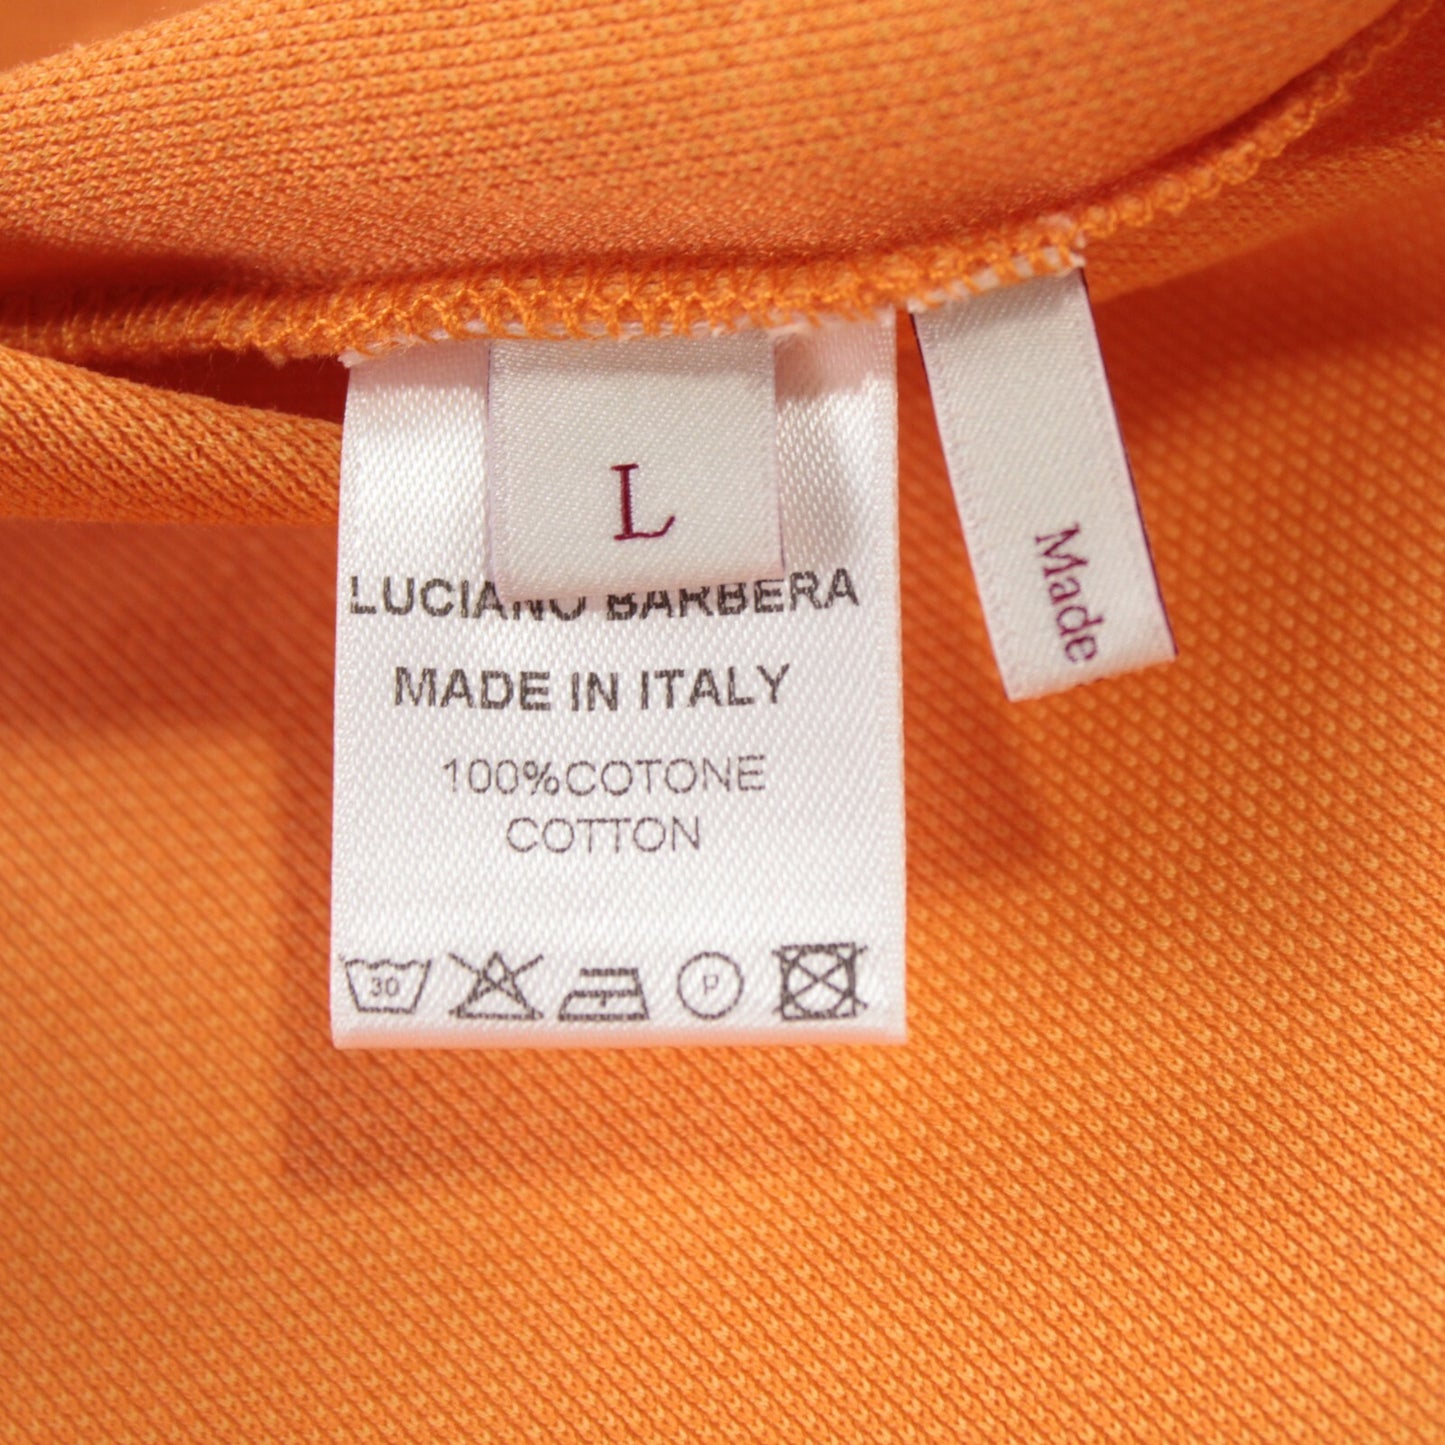 L
LUCIANO BARBERA
MADE IN ITALY
100%COTONE
COTTON
30
P
Made